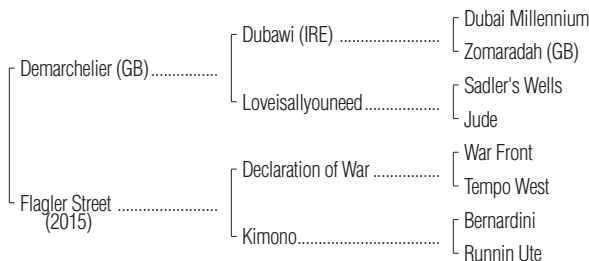 Dubai Millennium
Dubawi (IRE) ........................
Zomaradah (GB)
Demarchelier (GB) ................
Sadler's Wells
Loveisallyouneed ..................
Jude
War Front
Declaration of War ................
Tempo West
Flagler Street ........................
(2015)
Bernardini
Kimono ..................................
Runnin Ute